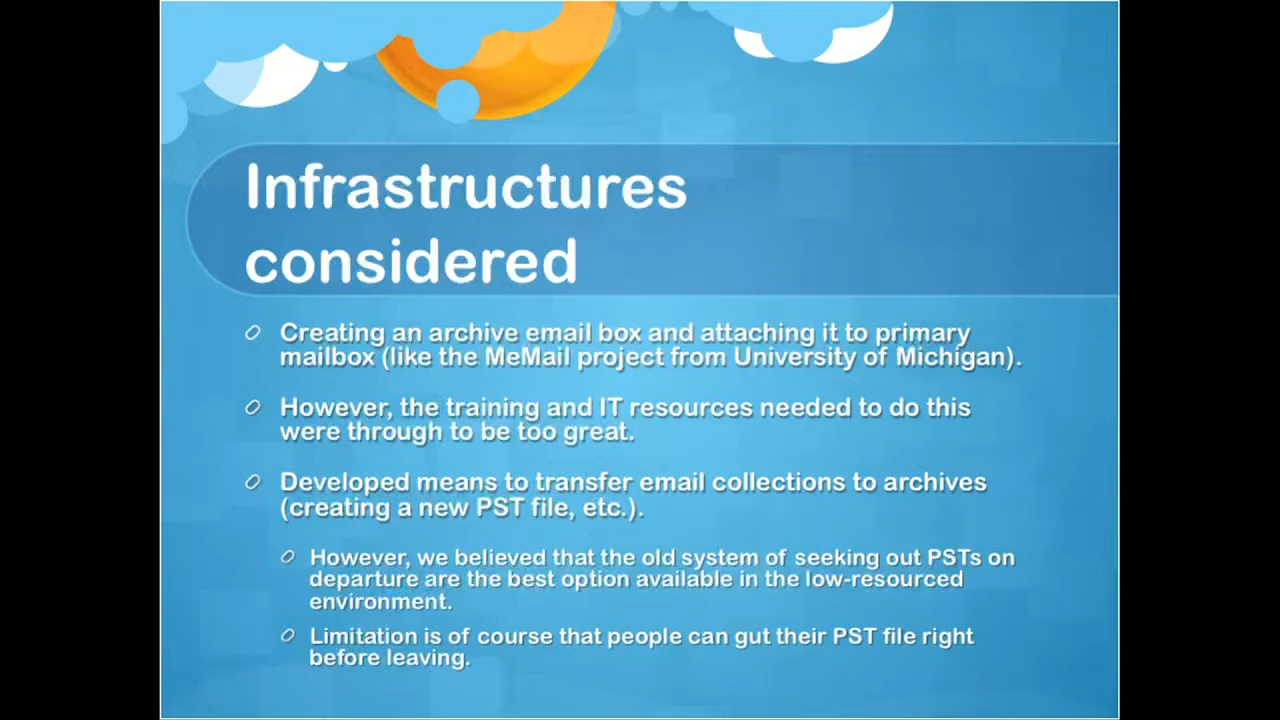 Infrastructures
considered
Creating an archive email box and attaching it to primary
mailbox (like the MeMail project from University of Michigan).
However, the training and IT resources needed to do this
were through to be too great.
Developed means to transfer email collections to archives
(creating a new PST file, etc.).
However, we believed that the old system of seeking out PSTs on
departure are the best option available in the low-resourced
environment.
Limitation is of course that people can gut their PST file right
before leaving.